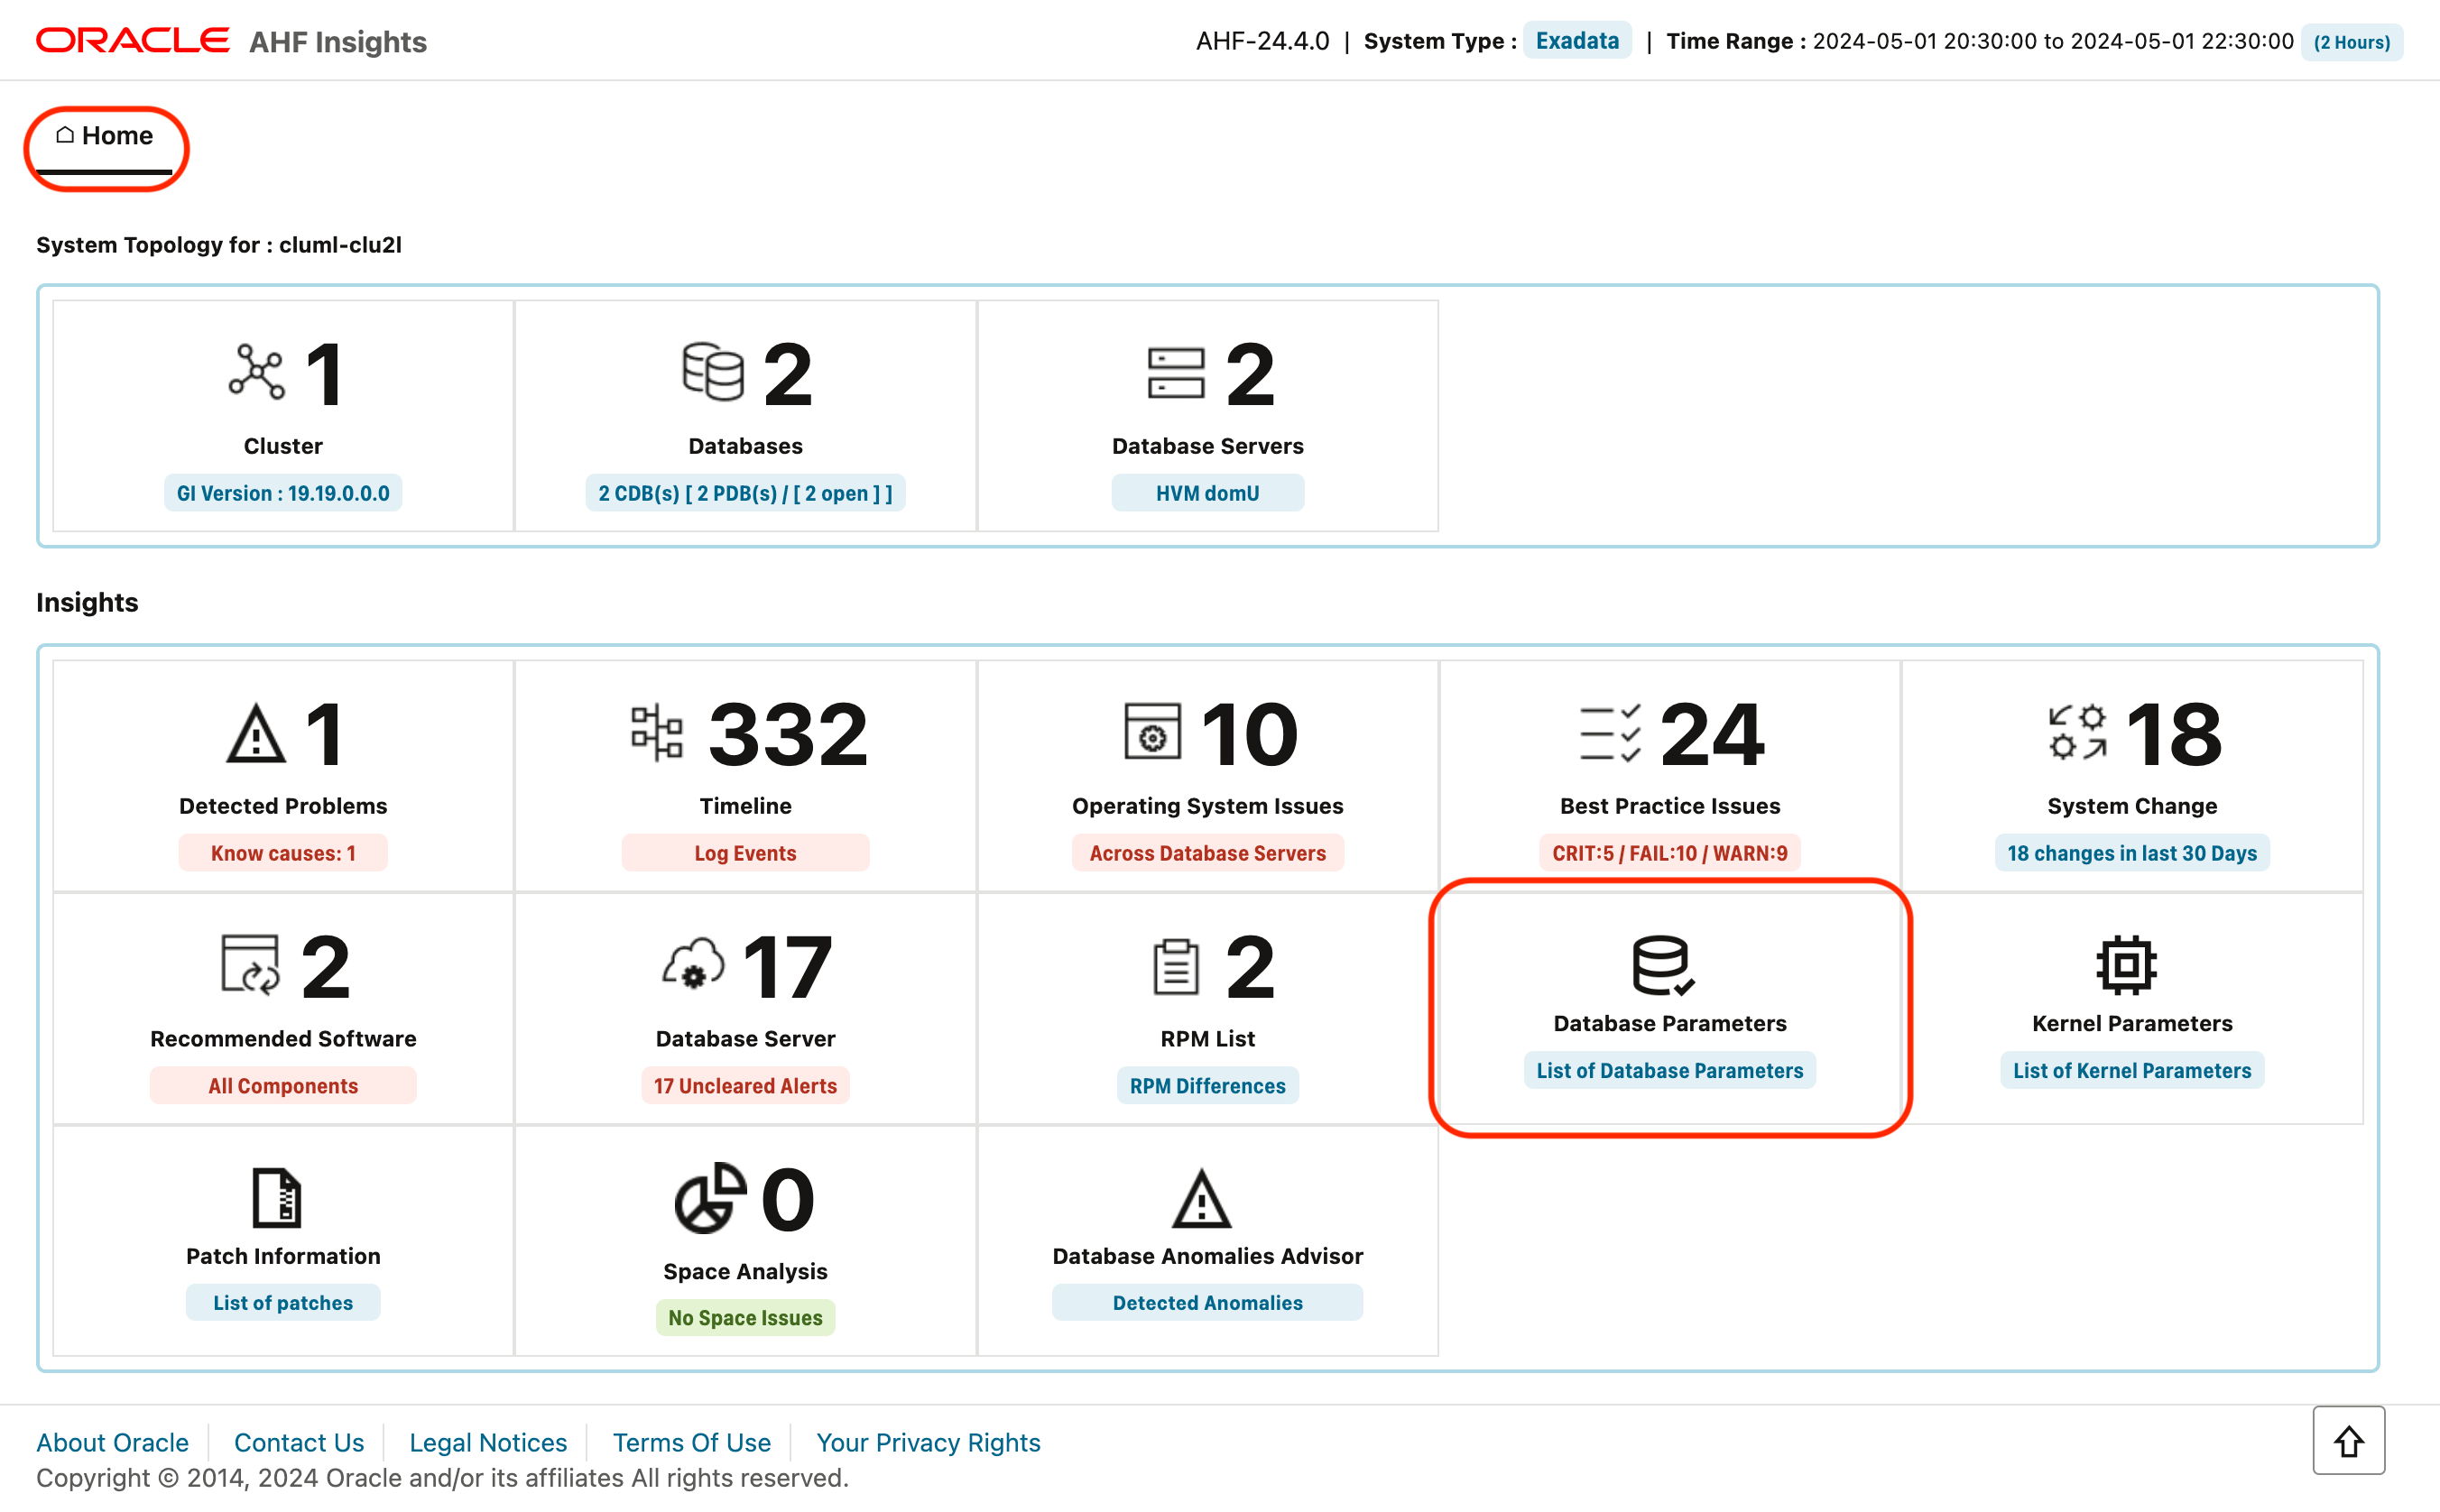 ORACLE AHF Insights
AHF-24.4.0 | System Type : Exadata | Time Range : 2024-05-01 20:30:00 to 2024-05-01 22:30:00 (2 Hours)
Home
System Topology for : cluml-clu2l
1
Cluster
GI Version : 19.19.0.0.0
2
Databases
2 CDB(s) [ 2 PDB(s) / [ 2 open ] ]
2
Database Servers
HVM domU
Insights
1
Detected Problems
Know causes: 1
332
Timeline
Log Events
10
Operating System Issues
Across Database Servers
24
Best Practice Issues
CRIT:5 / FAIL:10 / WARN:9
18
System Change
18 changes in last 30 Days
2
Recommended Software
All Components
17
Database Server
17 Uncleared Alerts
2
RPM List
RPM Differences
Database Parameters
List of Database Parameters
Kernel Parameters
List of Kernel Parameters
Patch Information
List of patches
0
Space Analysis
No Space Issues
Database Anomalies Advisor
Detected Anomalies
About Oracle
Contact Us
Legal Notices
Terms Of Use
Your Privacy Rights
Copyright © 2014, 2024 Oracle and/or its affiliates All rights reserved.